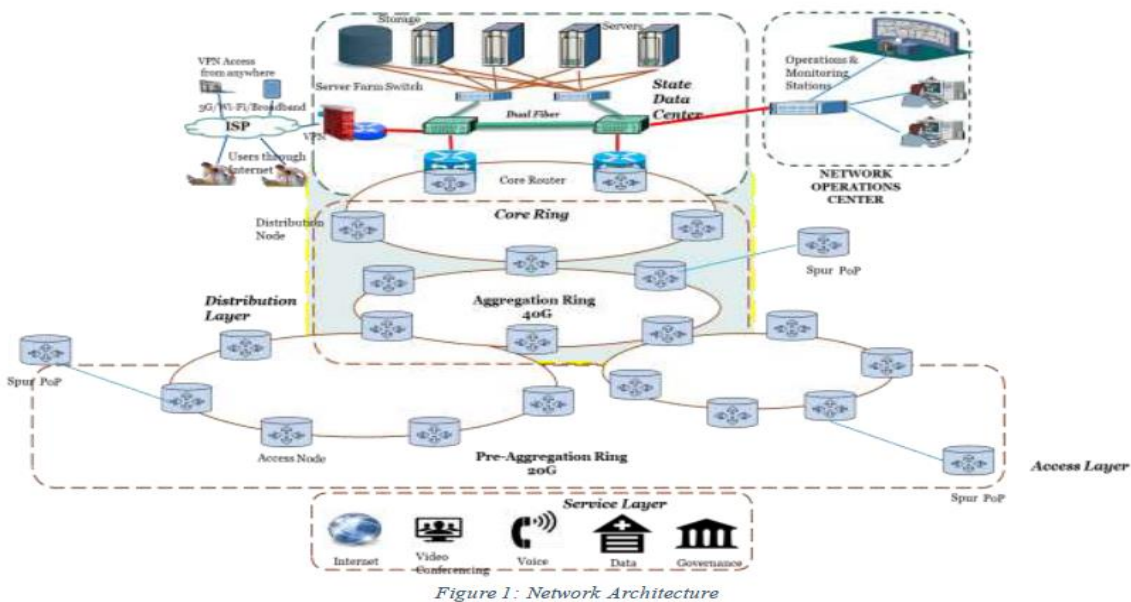 Storage
Servers
VPN Access
from anywhere
Server Farm Switch
3G/Wi-Fi/Broadband
ISP
VPN
Users through
Internet
State
Data
Center
Dual Fiber
Core Router
Operations &
Monitoring
Stations
NETWORK
OPERATIONS
CENTER
Core Ring
Distribution
Node
Spur PoP
Aggregation Ring
40G
Distribution
Layer
Spur PoP
Access Node
Pre-Aggregation Ring
20G
Access Layer
Spur PoP
Service Layer
Internet
Video
Conferencing
Voice
Data
Governance
Figure 1: Network Architecture